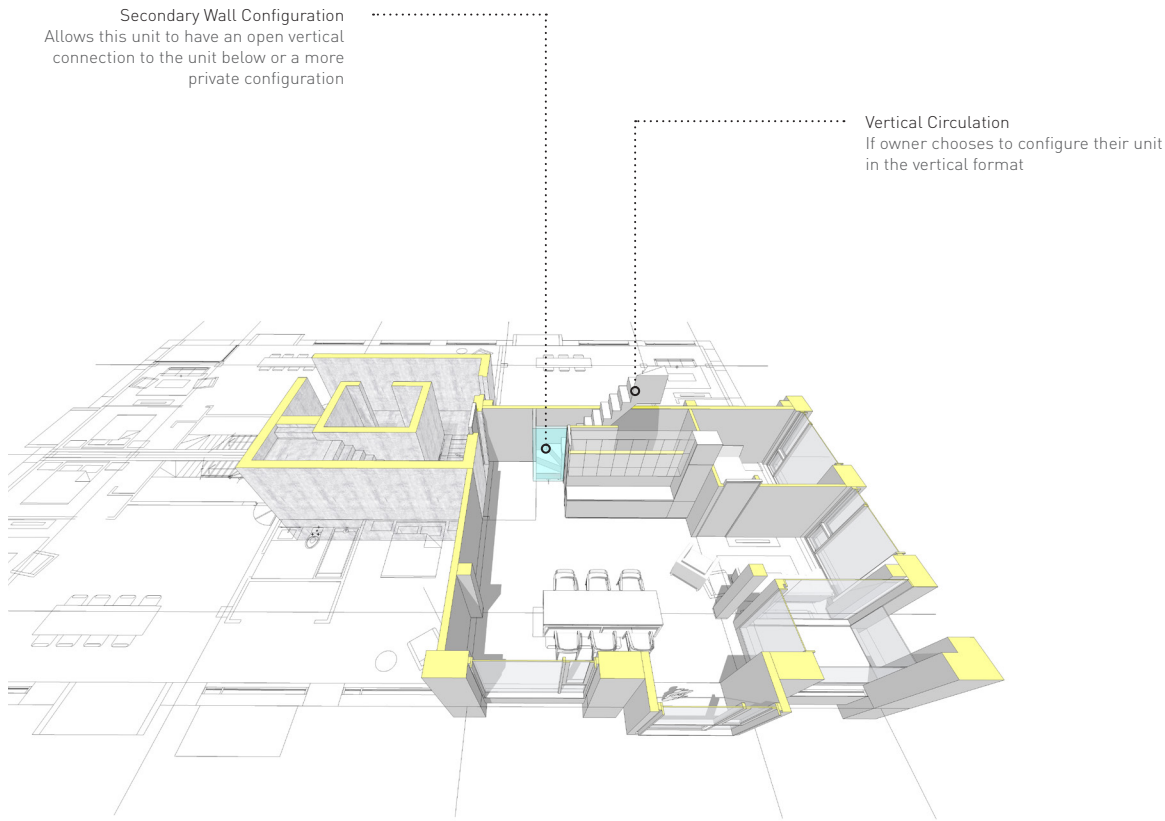 Secondary Wall Configuration
Allows this unit to have an open vertical
connection to the unit below or a more
private configuration
Vertical Circulation
If owner chooses to configure their unit
in the vertical format